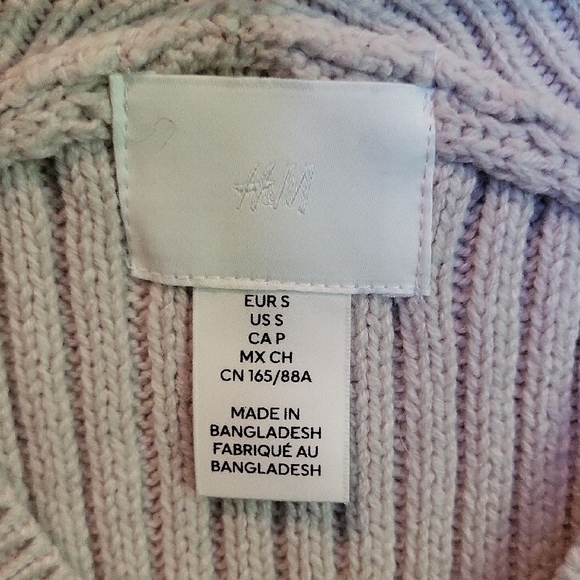 H&M
EUR S
US S
CA P
MX CH
CN 165/88A
MADE IN
BANGLADESH
FABRIQUÉ AU
BANGLADESH